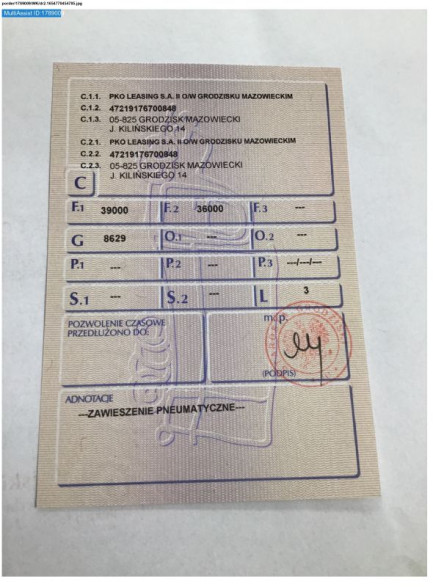 MultiAssist ID:1789009
C.1.1. PKO LEASING S.A. II O/W GRODZISKU MAZOWIECKIM
C.1.2. 47219176700848
C.1.3. 05-825 GRODZISK MAZOWIECKI
J. KILIŃSKIEGO 14
C.2.1. PKO LEASING S.A. II O/W GRODZISKU MAZOWIECKIM
C.2.2. 47219176700848
C.2.3. 05-825 GRODZISK MAZOWIECKI
J. KILIŃSKIEGO 14
C
F.1 39000 F.2 36000 F.3 ---
G 8629 O.1 --- O.2 ---
P.1 --- P.2 --- P.3 ---/---/---
S.1 --- S.2 --- L 3
POZWOLENIE CZASOWE
PRZEDŁUŻONO DO:
m.p.
(PODPIS)
ADNOTACJE
---ZAWIESZENIE PNEUMATYCZNE---